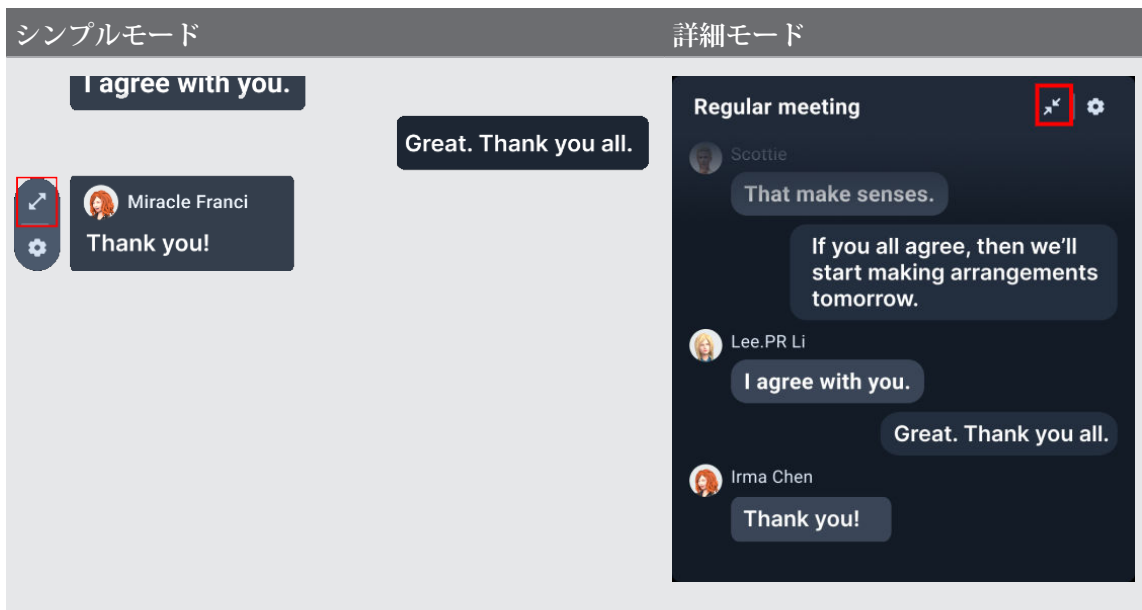 シンプルモード
詳細モード
I agree with you.
Great. Thank you all.
Miracle Franci
Thank you!
Regular meeting
Scottie
That make senses.
If you all agree, then we'll
start making arrangements
tomorrow.
Lee.PR Li
I agree with you.
Great. Thank you all.
Irma Chen
Thank you!